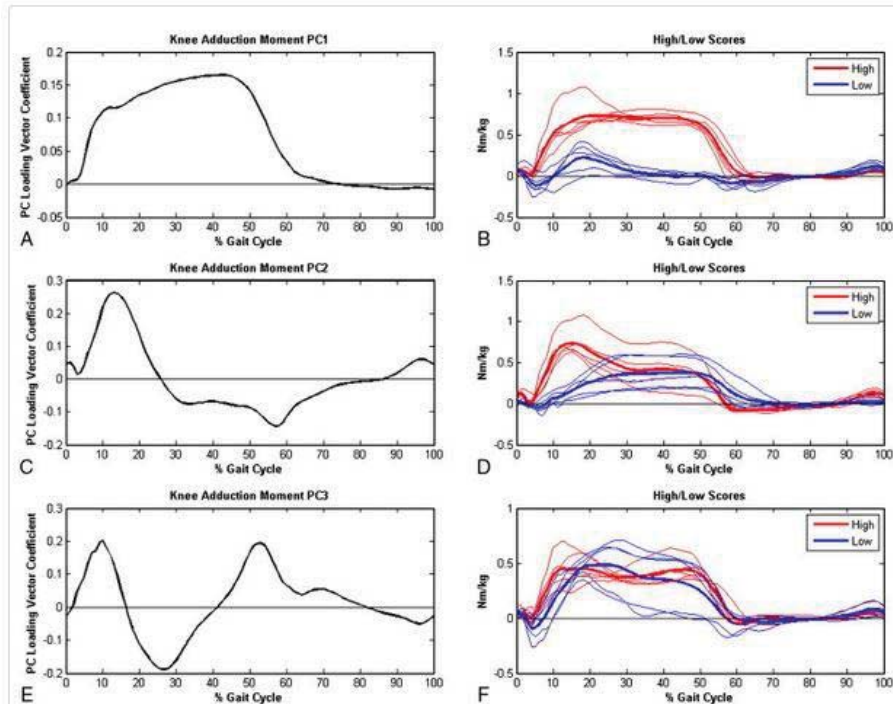 Knee Adduction Moment PC1
0.2
0.15
0.1
0.05
0
0.05
PC Loading Vector Coefficient
0 10 20 30 40 50 60 70 80 90 100
% Gait Cycle
A
High/Low Scores
1.5
1
0.5
0
-0.5
Nm/kg
High
Low
0 10 20 30 40 50 60 70 80 90 100
% Gait Cycle
B
Knee Adduction Moment PC2
0.3
0.2
0.1
0
-0.1
-0.2
PC Loading Vector Coefficient
0 10 20 30 40 50 60 70 80 90 100
% Gait Cycle
C
High/Low Scores
1.5
1
0.5
0
-0.5
Nm/kg
High
Low
0 10 20 30 40 50 60 70 80 90 100
% Gait Cycle
D
Knee Adduction Moment PC3
0.3
0.2
0.1
0
-0.1
-0.2
PC Loading Vector Coefficient
0 10 20 30 40 50 60 70 80 90 100
% Gait Cycle
E
High/Low Scores
1
0.5
0
-0.5
Nm/kg
High
Low
0 10 20 30 40 50 60 70 80 90 100
% Gait Cycle
F